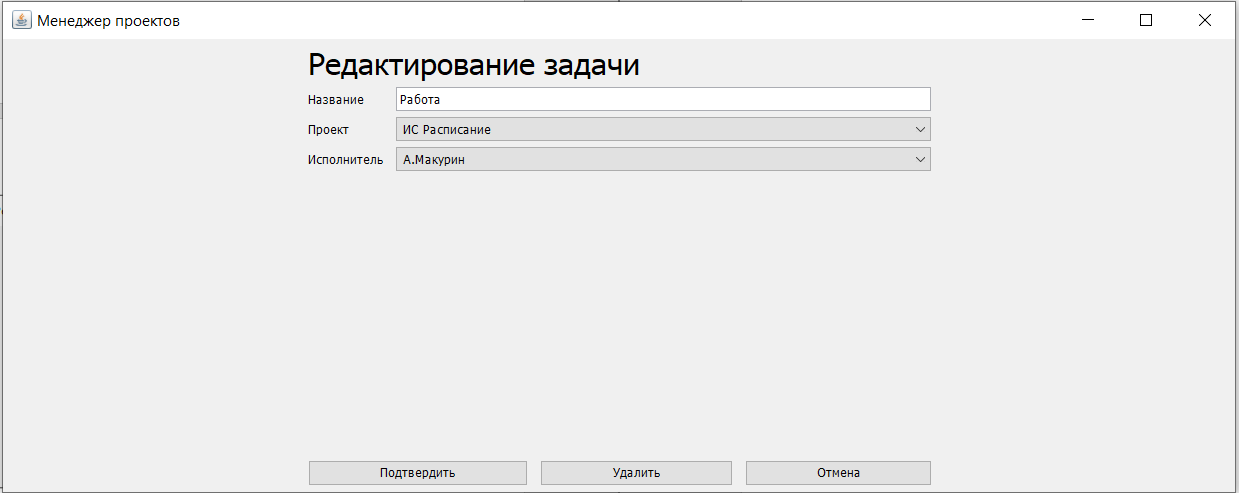 Менеджер проектов
Редактирование задачи
Название Работа
Проект ИС Расписание
Исполнитель А.Макурин
Подтвердить Удалить Отмена